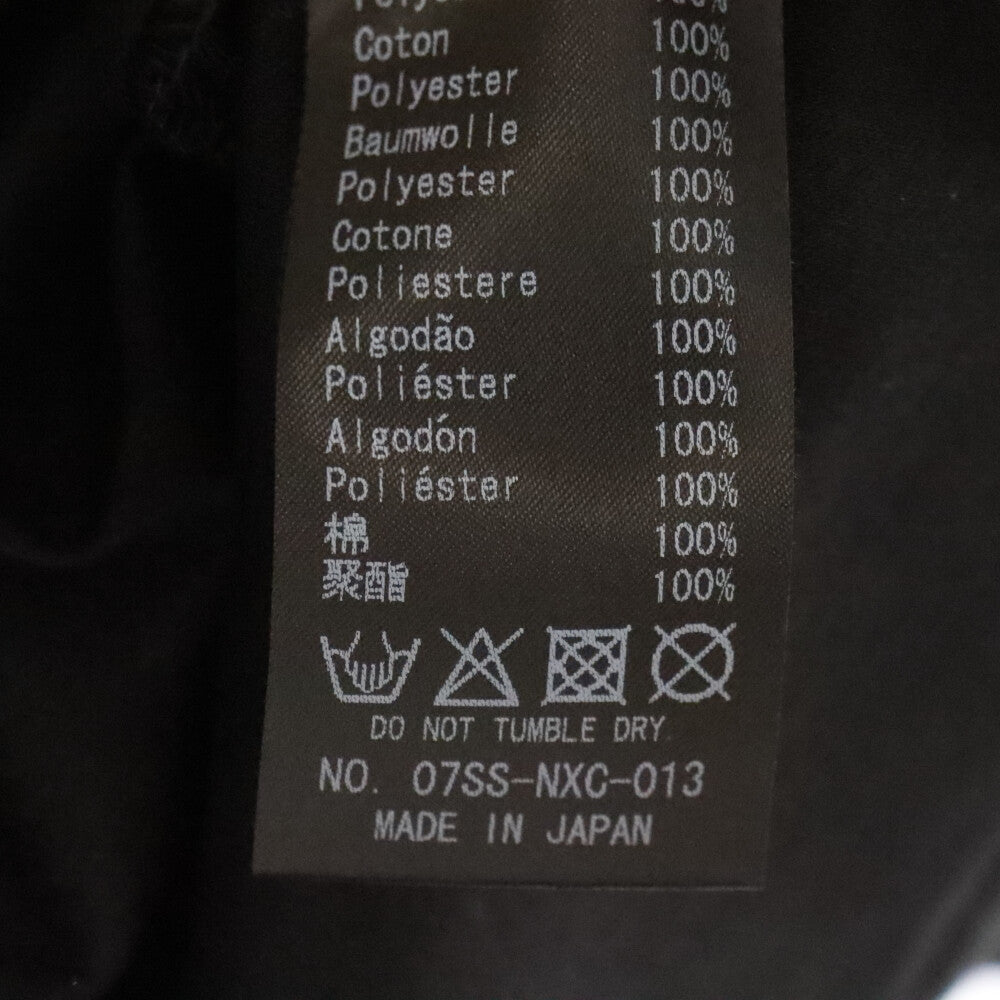 Coton 100%
Polyester 100%
Baumwolle 100%
Polyester 100%
Cotone 100%
Poliestere 100%
Algodão 100%
Poliéster 100%
Algodón 100%
Poliéster 100%
棉 100%
聚酯 100%
DO NOT TUMBLE DRY.
NO. 07SS-NXC-013
MADE IN JAPAN